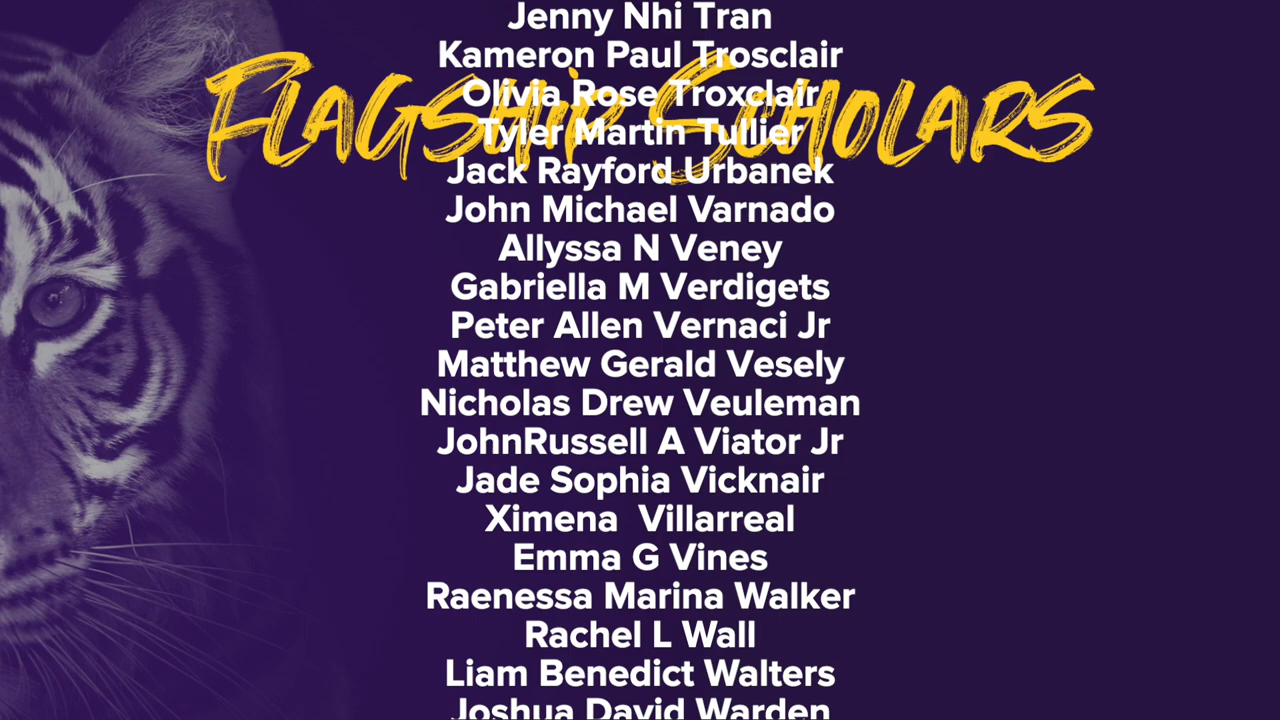 Jenny Nhi Tran
Kameron Paul Trosclair
Flagship Scholars
Olivia Rose Troxclair
Tyler Martin Tullier
Jack Rayford Urbanek
John Michael Varnado
Allyssa N Veney
Gabriella M Verdigets
Peter Allen Vernaci Jr
Matthew Gerald Vesely
Nicholas Drew Veuleman
JohnRussell A Viator Jr
Jade Sophia Vicknair
Ximena  Villarreal
Emma G Vines
Raenessa Marina Walker
Rachel L Wall
Liam Benedict Walters
Joshua David Warden